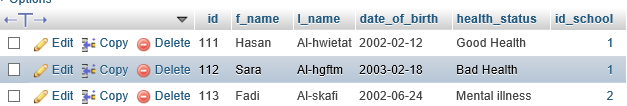 Options
id f_name l_name date_of_birth health_status id_school
Edit Copy Delete 111 Hasan Al-hwietat 2002-02-12 Good Health 1
Edit Copy Delete 112 Sara Al-hgftm 2003-02-18 Bad Health 1
Edit Copy Delete 113 Fadi Al-skafi 2002-06-24 Mental illness 2